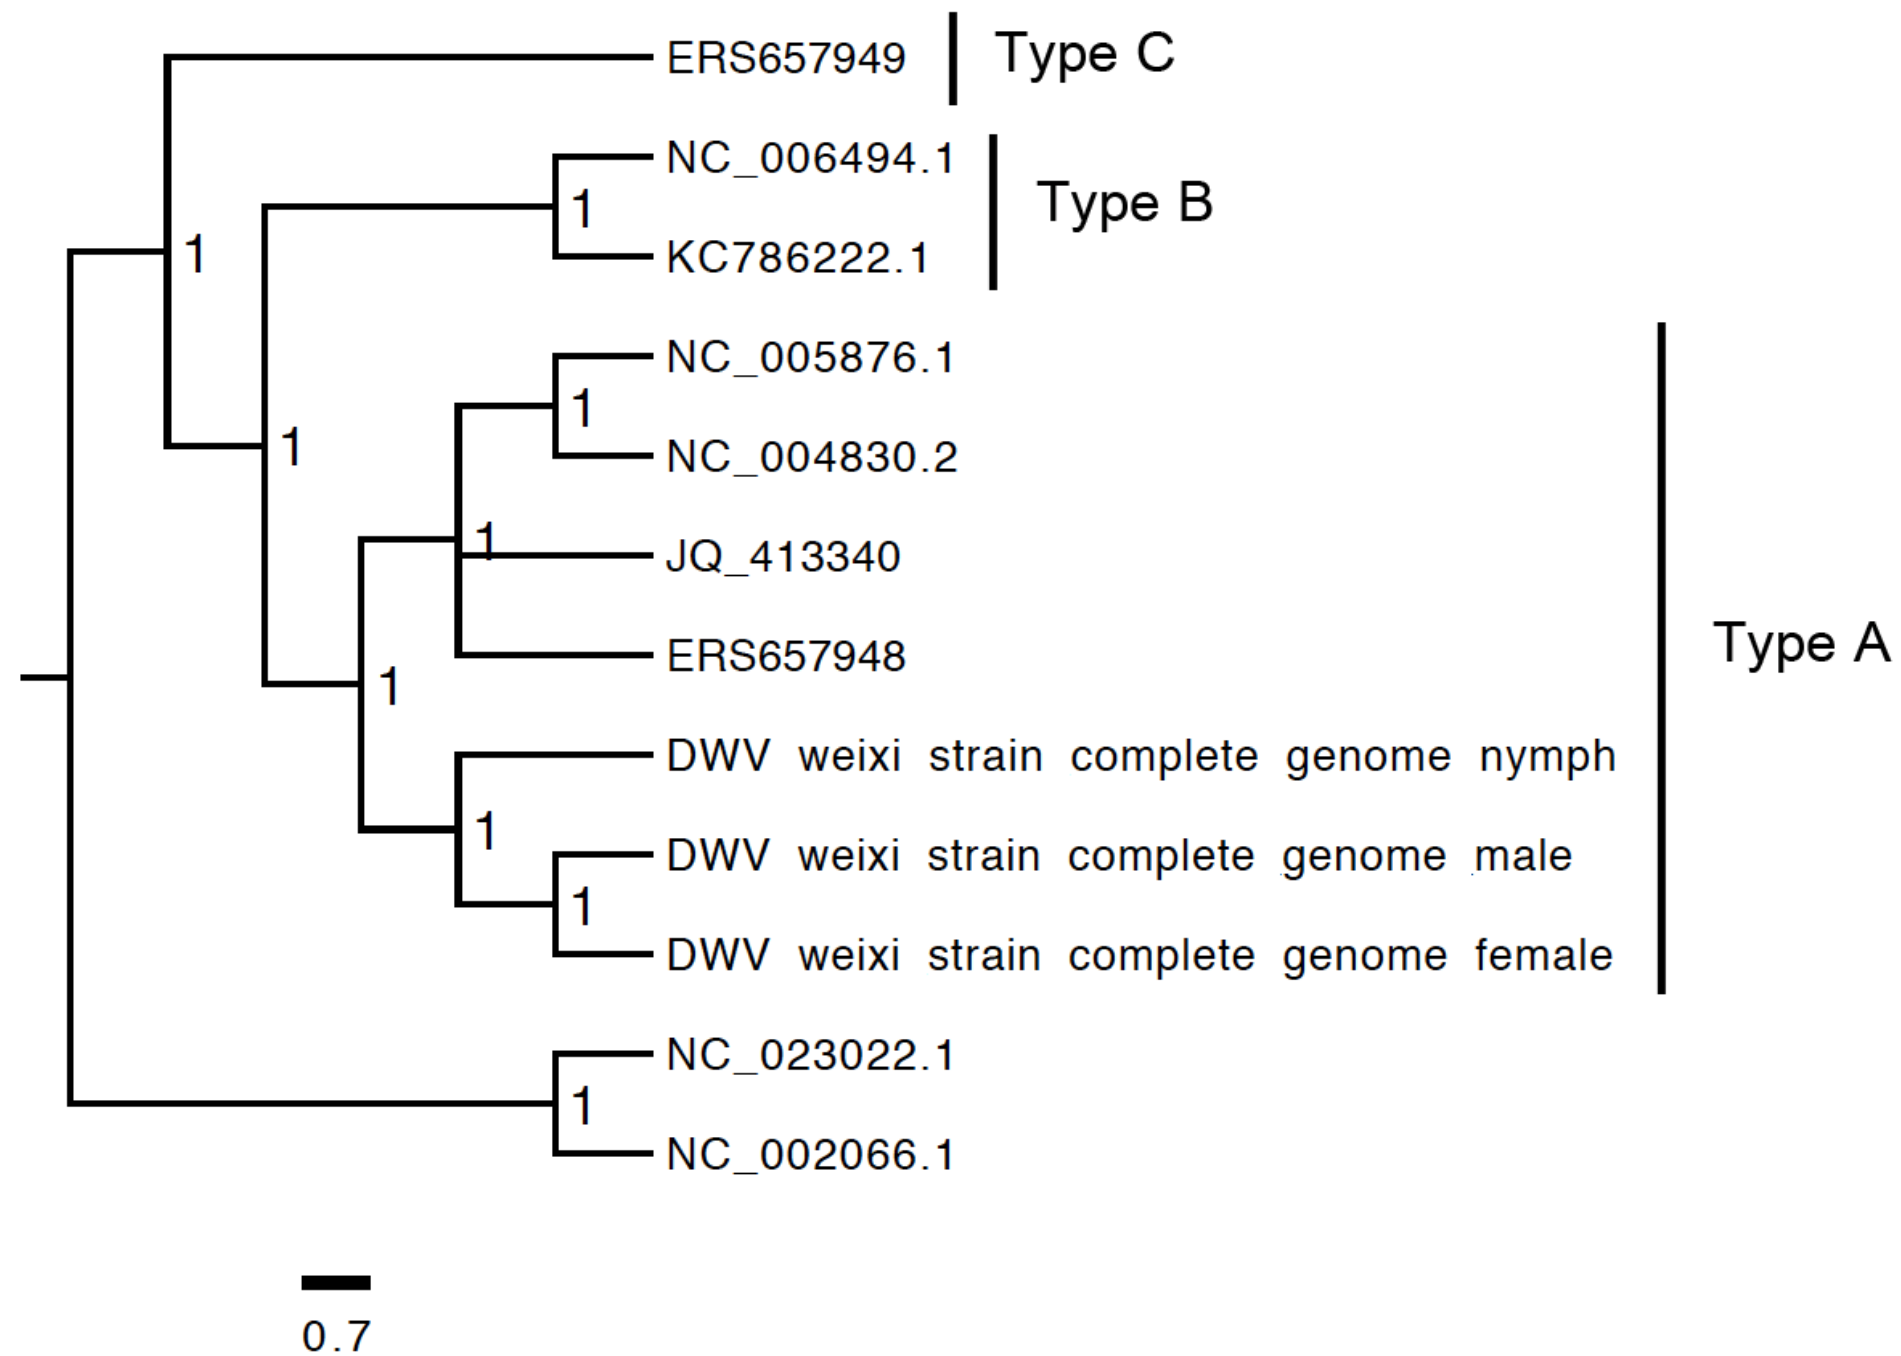 ERS657949
Type C
NC_006494.1
1
Type B
1
KC786222.1
NC_005876.1
1
1
NC_004830.2
1
JQ_413340
ERS657948
Type A
1
DWV weixi strain complete genome nymph
1
DWV weixi strain complete genome male
1
DWV weixi strain complete genome female
NC_023022.1
1
NC_002066.1
0.7